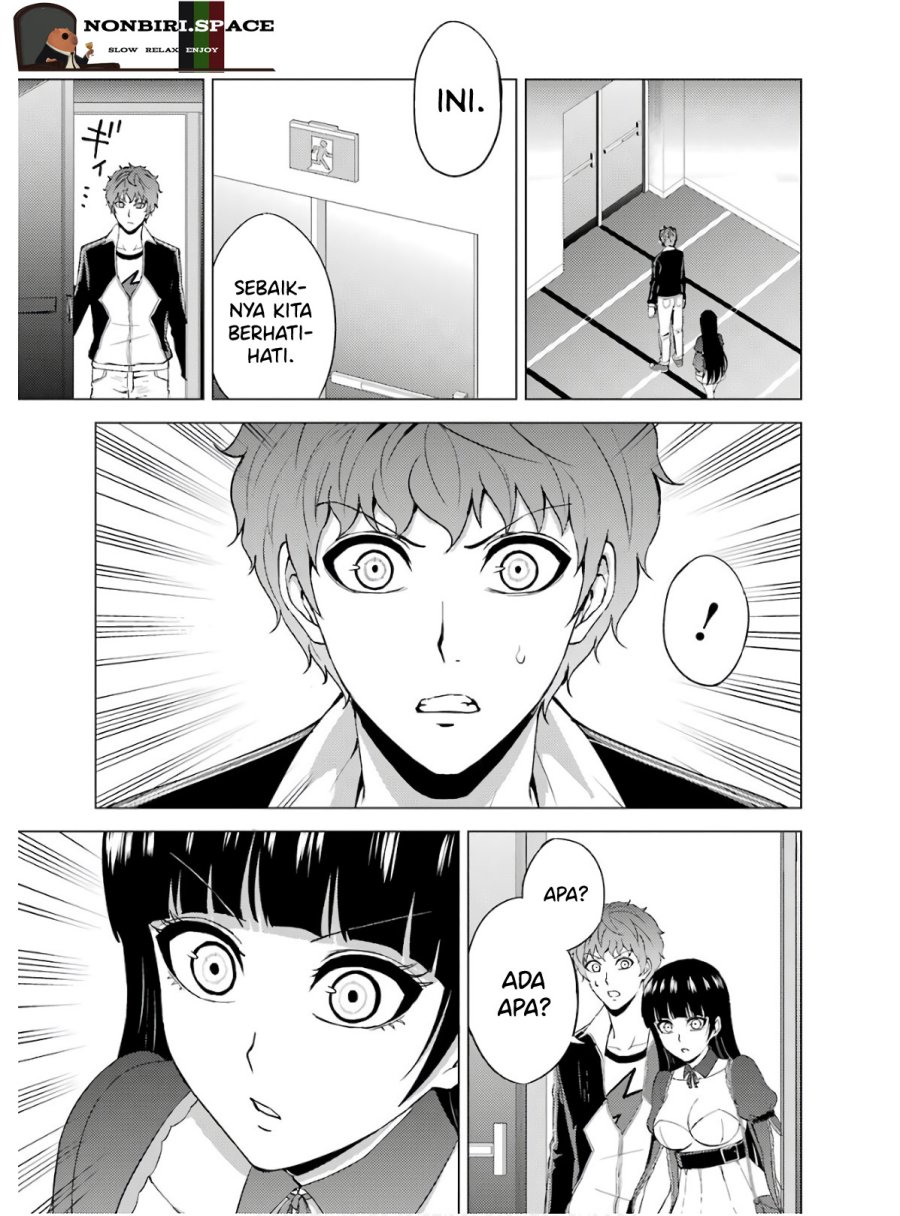 NONBIRI.SPACE
SLOW RELAX ENJOY
INI.
SEBAIK-
NYA KITA
BERHATI-
HATI.
ギィ…
!
APA?
ADA
APA?